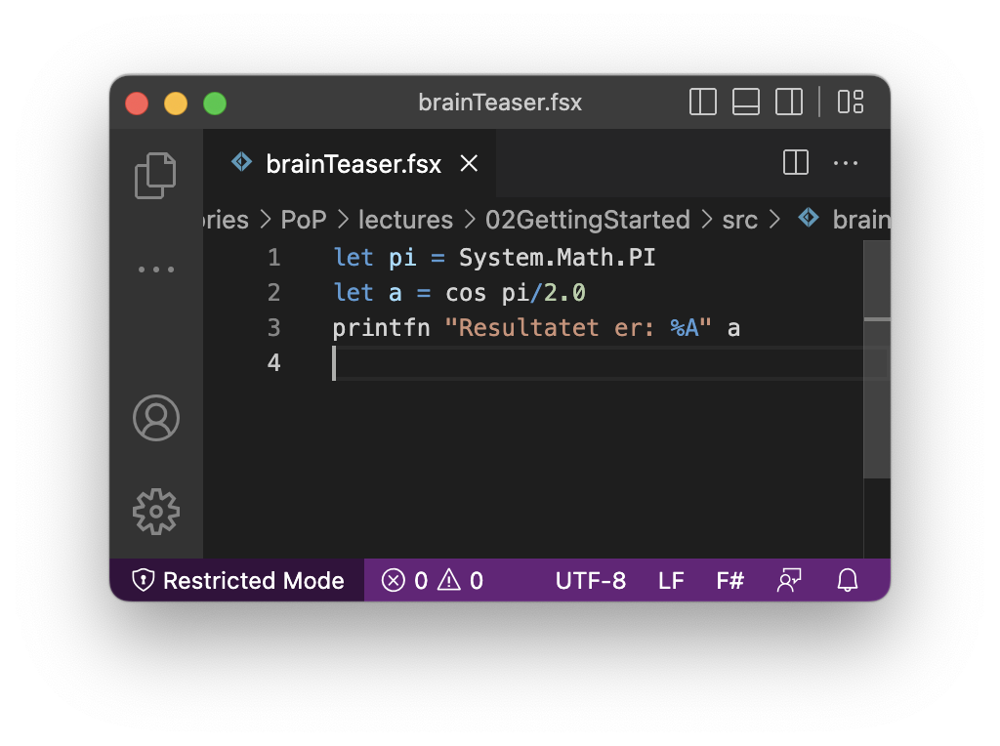 brainTeaser.fsx
brainTeaser.fsx
ories > PoP > lectures > 02GettingStarted > src > brain
1 let pi = System.Math.PI
2 let a = cos pi/2.0
3 printfn "Resultatet er: %A" a
4
Restricted Mode 0 0 UTF-8 LF F#